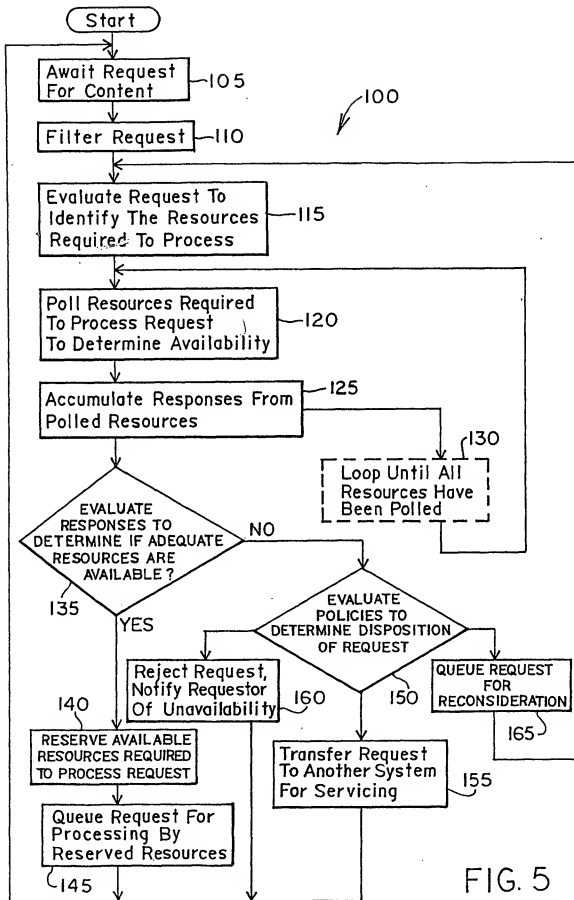 Start
Await Request
For Content
105
100
Filter Request
110
Evaluate Request To
Identify The Resources
Required To Process
115
Poll Resources Required
To Process Request
To Determine Availability
120
Accumulate Responses From
Polled Resources
125
130
Loop Until All
Resources Have
Been Polled
EVALUATE
RESPONSES TO
DETERMINE IF ADEQUATE
RESOURCES ARE
AVAILABLE ?
135
NO
YES
EVALUATE
POLICIES TO
DETERMINE DISPOSITION
OF REQUEST
150
Reject Request,
Notify Requestor
Of Unavailability
160
QUEUE REQUEST
FOR
RECONSIDERATION
165
140
RESERVE AVAILABLE
RESOURCES REQUIRED
TO PROCESS REQUEST
Transfer Request
To Another System
For Servicing
155
Queue Request For
Processing By
Reserved Resources
145
FIG. 5